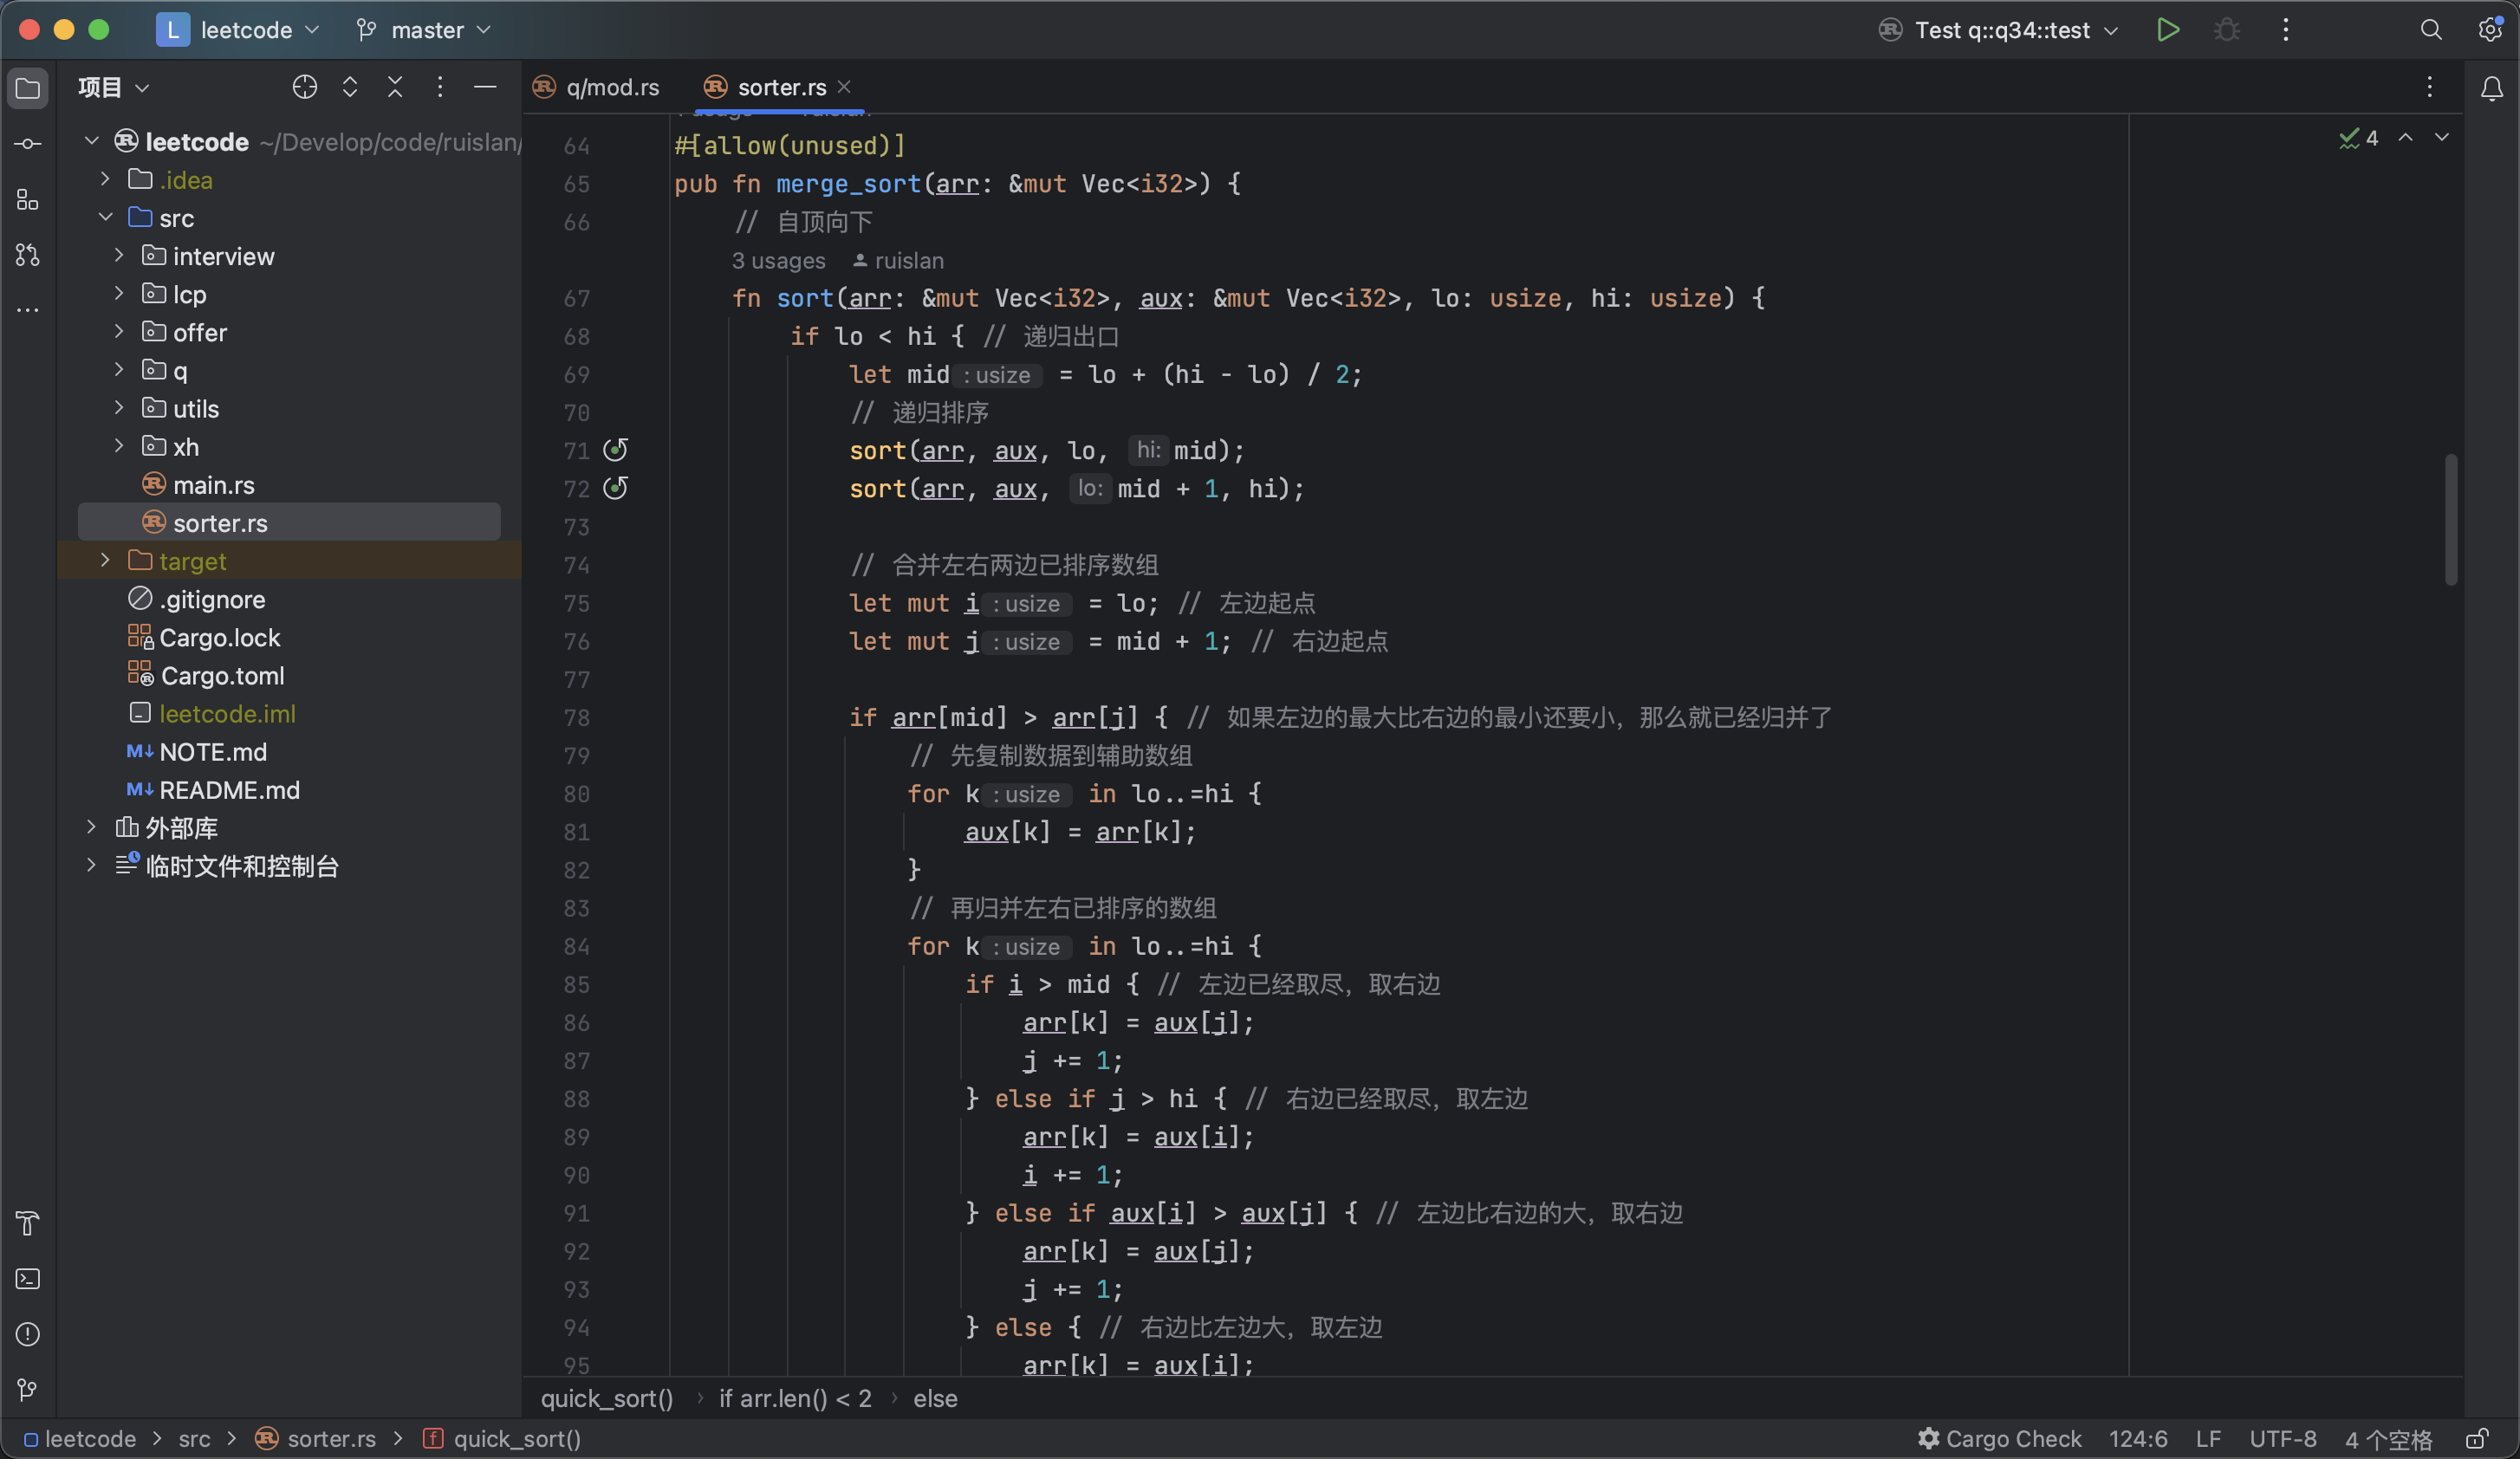 L leetcode master
Test q::q34::test
项目
leetcode ~/Develop/code/ruislan/
.idea
src
interview
lcp
offer
q
utils
xh
main.rs
sorter.rs
target
.gitignore
Cargo.lock
Cargo.toml
leetcode.iml
M↓ NOTE.md
M↓ README.md
外部库
临时文件和控制台
q/mod.rs sorter.rs
4
64 #[allow(unused)]
65 pub fn merge_sort(arr: &mut Vec<i32>) {
66 // 自顶向下
3 usages ruislan
67 fn sort(arr: &mut Vec<i32>, aux: &mut Vec<i32>, lo: usize, hi: usize) {
68 if lo < hi { // 递归出口
69 let mid : usize = lo + (hi - lo) / 2;
70 // 递归排序
71 sort(arr, aux, lo, hi: mid);
72 sort(arr, aux, lo: mid + 1, hi);
73
74 // 合并左右两边已排序数组
75 let mut i : usize = lo; // 左边起点
76 let mut j : usize = mid + 1; // 右边起点
77
78 if arr[mid] > arr[j] { // 如果左边的最大比右边的最小还要小，那么就已经归并了
79 // 先复制数据到辅助数组
80 for k : usize in lo..=hi {
81 aux[k] = arr[k];
82 }
83 // 再归并左右已排序的数组
84 for k : usize in lo..=hi {
85 if i > mid { // 左边已经取尽，取右边
86 arr[k] = aux[j];
87 j += 1;
88 } else if j > hi { // 右边已经取尽，取左边
89 arr[k] = aux[i];
90 i += 1;
91 } else if aux[i] > aux[j] { // 左边比右边的大，取右边
92 arr[k] = aux[j];
93 j += 1;
94 } else { // 右边比左边大，取左边
95 arr[k] = aux[i];
quick_sort() › if arr.len() < 2 › else
leetcode > src > sorter.rs > f quick_sort()
Cargo Check 124:6 LF UTF-8 4 个空格